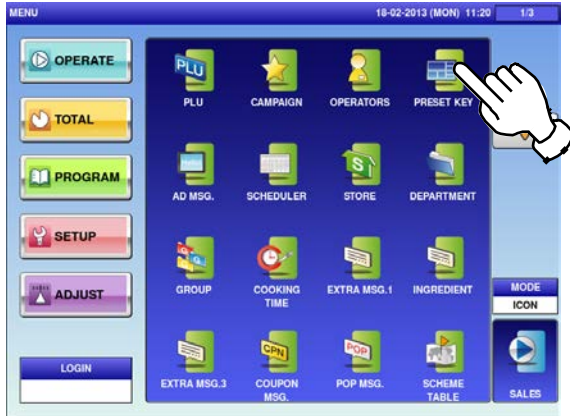 MENU
18-02-2013 (MON) 11:20
1/3
OPERATE
TOTAL
PROGRAM
SETUP
ADJUST
LOGIN
PLU
PLU
CAMPAIGN
OPERATORS
PRESET KEY
Hello
AD MSG.
SCHEDULER
S
STORE
DEPARTMENT
GROUP
COOKING
TIME
EXTRA MSG.1
INGREDIENT
EXTRA MSG.3
CPN
COUPON
MSG.
POP
POP MSG.
SCHEME
TABLE
MODE
ICON
SALES